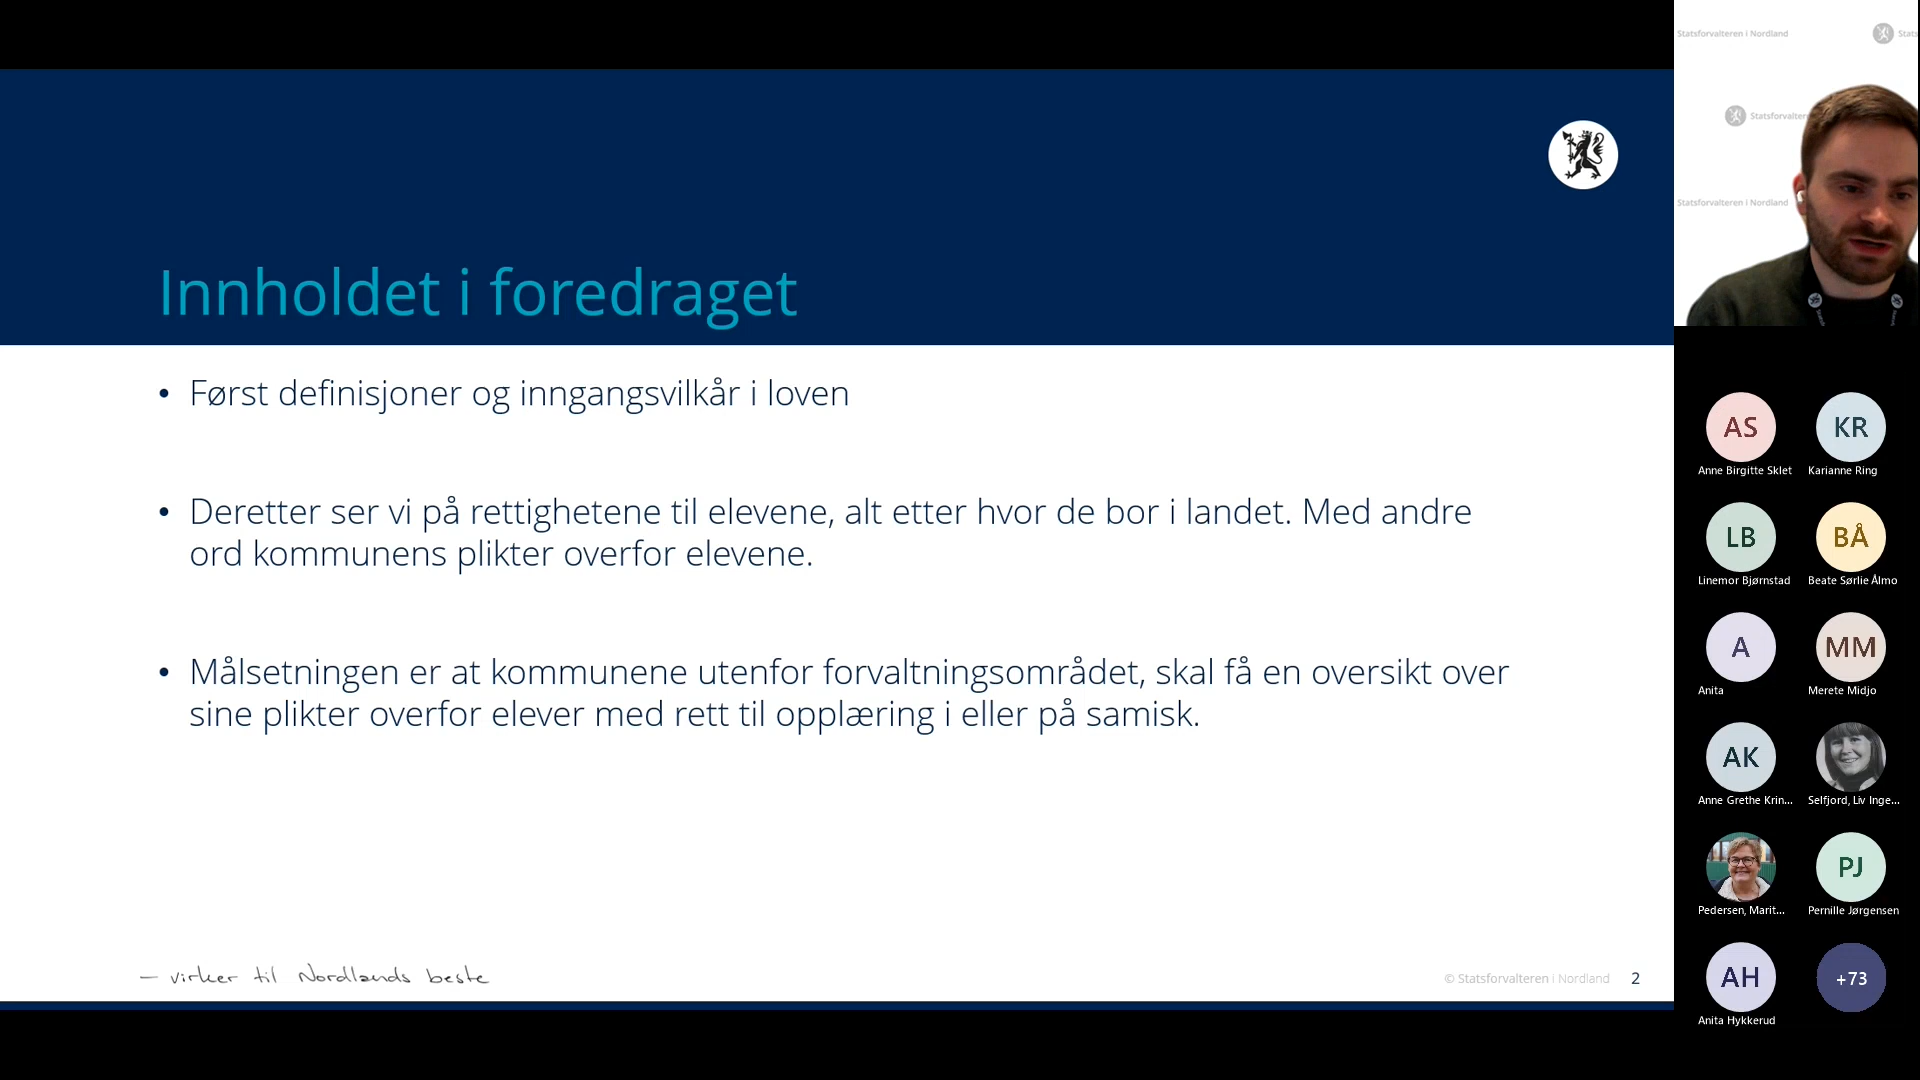 Innholdet i foredraget
• Først definisjoner og inngangsvilkår i loven
• Deretter ser vi på rettighetene til elevene, alt etter hvor de bor i landet. Med andre
ord kommunens plikter overfor elevene.
• Målsetningen er at kommunene utenfor forvaltningsområdet, skal få en oversikt over
sine plikter overfor elever med rett til opplæring i eller på samisk.
– virker til Nordlands beste
© Statsforvalteren i Nordland 2
Statsforvalteren i Nordland
Stats
Statsforvalter
Statsforvalteren i Nordland
AS
Anne Birgitte Sklet
KR
Karianne Ring
LB
Linemor Bjørnstad
BÅ
Beate Sørlie Ålmo
A
Anita
MM
Merete Midjo
AK
Anne Grethe Krin...
Selfjord, Liv Inge...
Pedersen, Marit...
PJ
Pernille Jørgensen
AH
Anita Hykkerud
+73